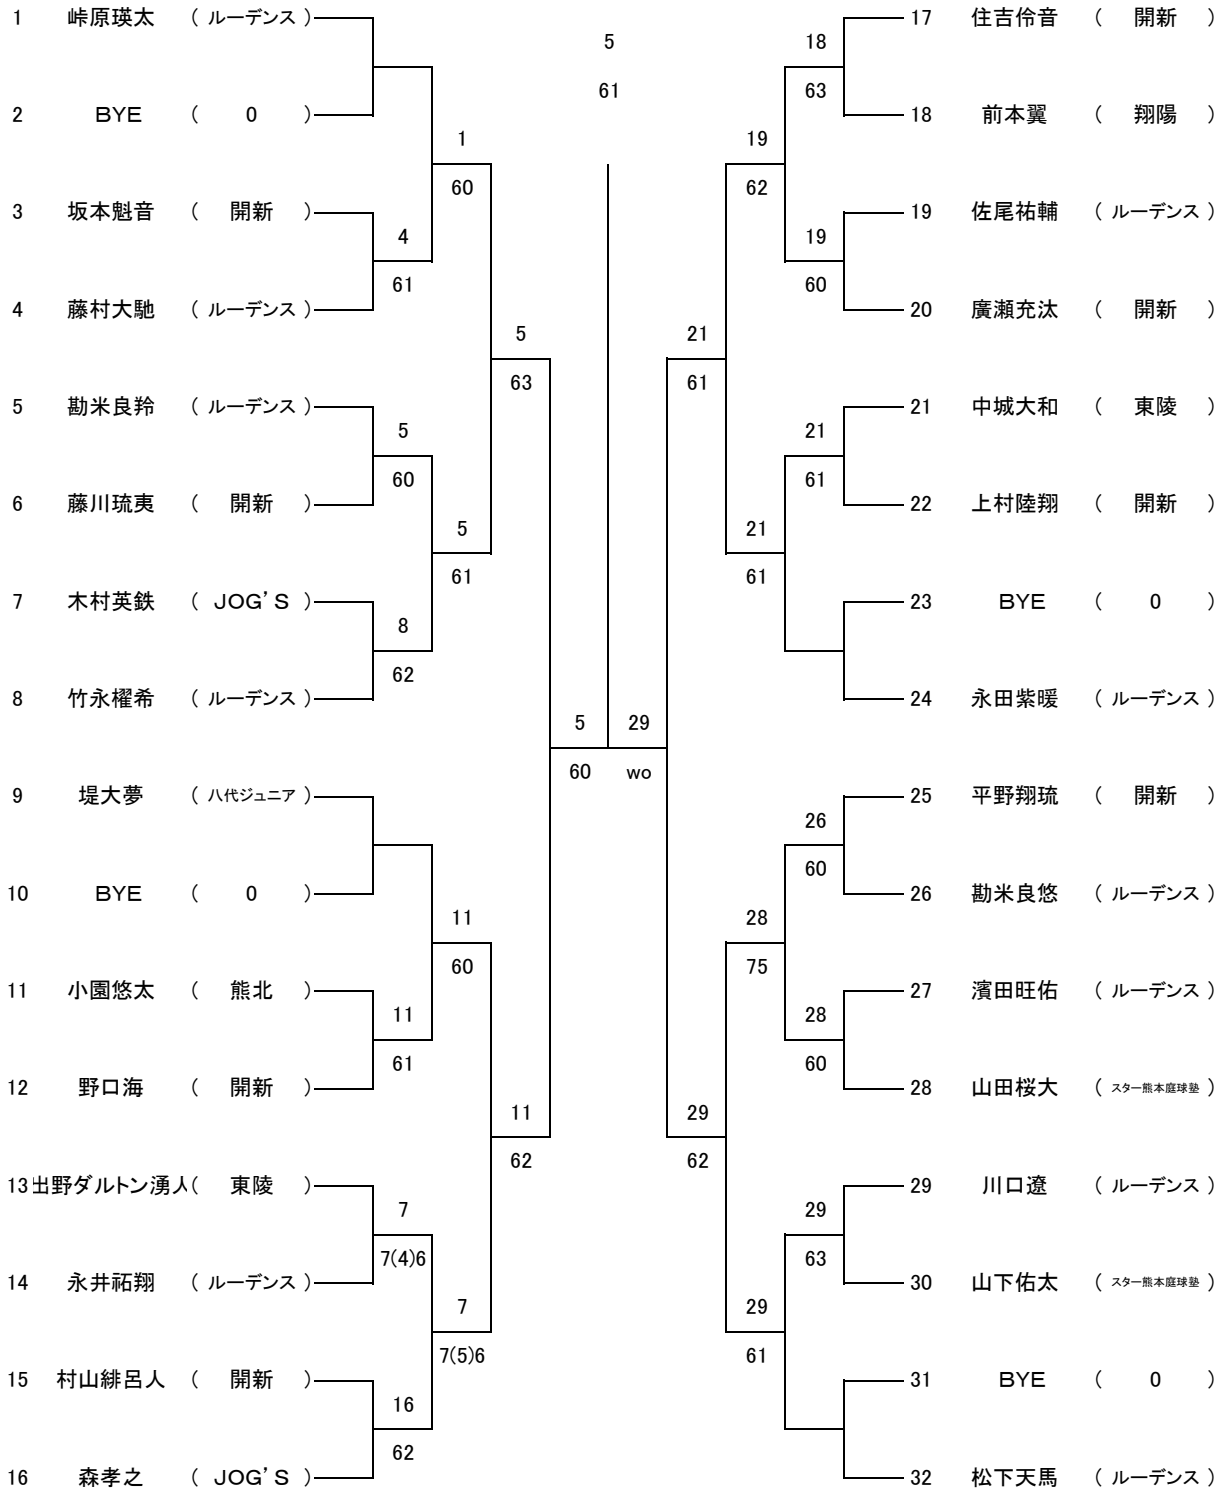 1 峠原瑛太 ( ルーデンス ) 17 住吉伶音 ( 開新 )
5 18
61 63
2 BYE ( 0 ) 18 前本翼 ( 翔陽 )
1 19
60 62
3 坂本魁音 ( 開新 ) 19 佐尾祐輔 ( ルーデンス )
4 19
61 60
4 藤村大馳 ( ルーデンス ) 20 廣瀬充汰 ( 開新 )
5 21
63 61
5 勘米良羚 ( ルーデンス ) 21 中城大和 ( 東陵 )
5 21
60 61
6 藤川琉夷 ( 開新 ) 22 上村陸翔 ( 開新 )
5 21
61 61
7 木村英鉄 ( JOG'S ) 23 BYE ( 0 )
8
62
8 竹永櫂希 ( ルーデンス ) 24 永田紫暖 ( ルーデンス )
5 29
60 wo
9 堤大夢 ( 八代ジュニア ) 25 平野翔琉 ( 開新 )
26
60
10 BYE ( 0 ) 26 勘米良悠 ( ルーデンス )
11 28
60 75
11 小園悠太 ( 熊北 ) 27 濱田旺佑 ( ルーデンス )
11 28
61 60
12 野口海 ( 開新 ) 28 山田桜大 ( スター熊本庭球塾 )
11 29
62 62
13 出野ダルトン湧人( 東陵 ) 29 川口遼 ( ルーデンス )
7 29
7(4)6 63
14 永井祏翔 ( ルーデンス ) 30 山下佑太 ( スター熊本庭球塾 )
7 29
7(5)6 61
15 村山緋呂人 ( 開新 ) 31 BYE ( 0 )
16
62
16 森孝之 ( JOG'S ) 32 松下天馬 ( ルーデンス )